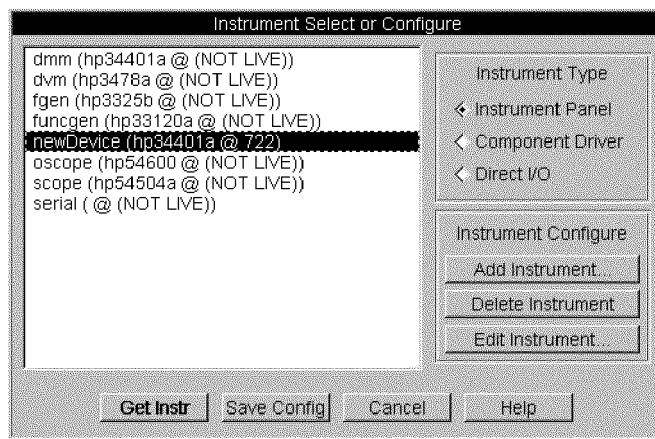 Instrument Select or Configure
dmm (hp34401a @ (NOT LIVE))
dvm (hp3478a @ (NOT LIVE))
fgen (hp3325b @ (NOT LIVE))
funcgen (hp33120a @ (NOT LIVE))
newDevice (hp34401a @ 722)
oscope (hp54600 @ (NOT LIVE))
scope (hp54504a @ (NOT LIVE))
serial ( @ (NOT LIVE))
Instrument Type
Instrument Panel
Component Driver
Direct I/O
Instrument Configure
Add Instrument...
Delete Instrument
Edit Instrument...
Get Instr
Save Config
Cancel
Help